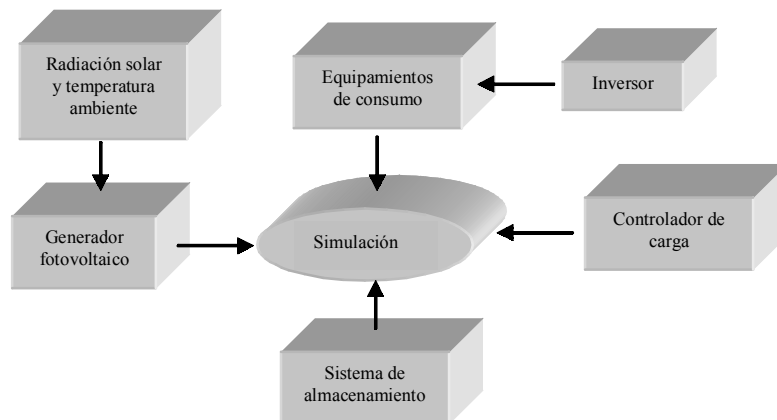 Radiación solar
y temperatura
ambiente
Equipamientos
de consumo
Inversor
Generador
fotovoltaico
Simulación
Controlador de
carga
Sistema de
almacenamiento